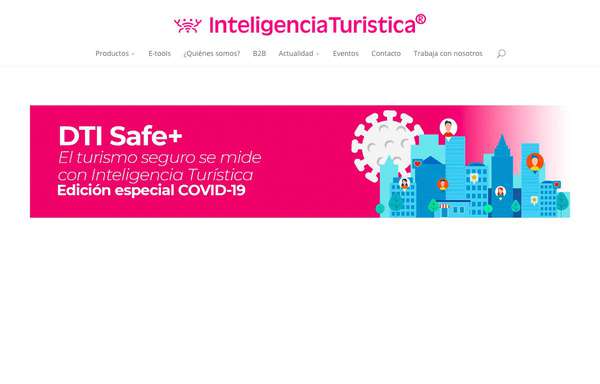 InteligenciaTuristica®
Productos E-tools ¿Quiénes somos? B2B Actualidad Eventos Contacto Trabaja con nosotros
DTI Safe+
El turismo seguro se mide
con Inteligencia Turística
Edición especial COVID-19